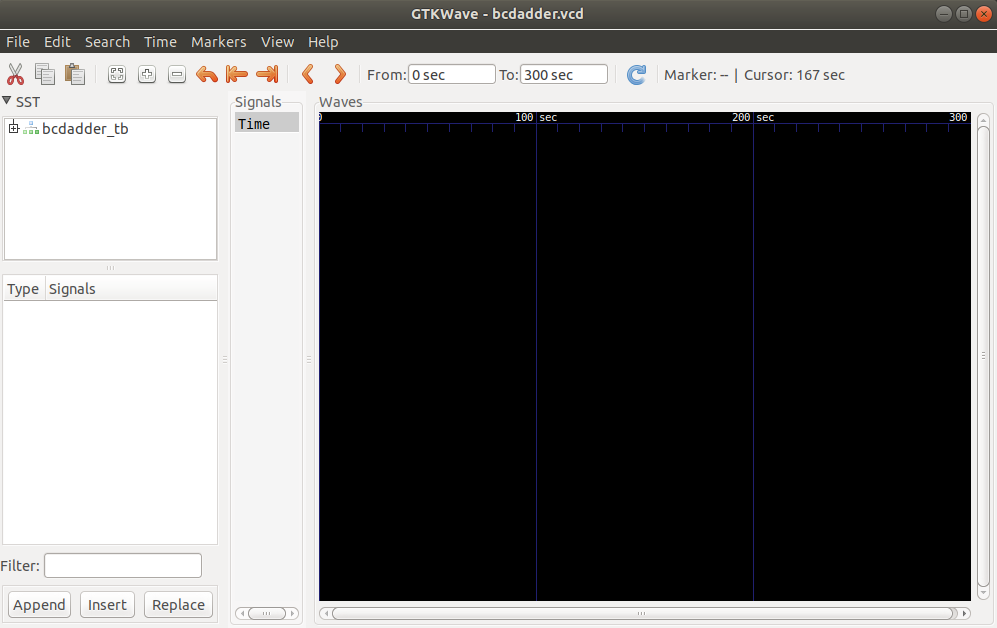 GTKWave - bcdadder.vcd
File Edit Search Time Markers View Help
From: 0 sec To: 300 sec Marker: -- | Cursor: 167 sec
SST
bcdadder_tb
Type Signals
Filter:
Append Insert Replace
Signals
Time
Waves
0 100 sec 200 sec 300